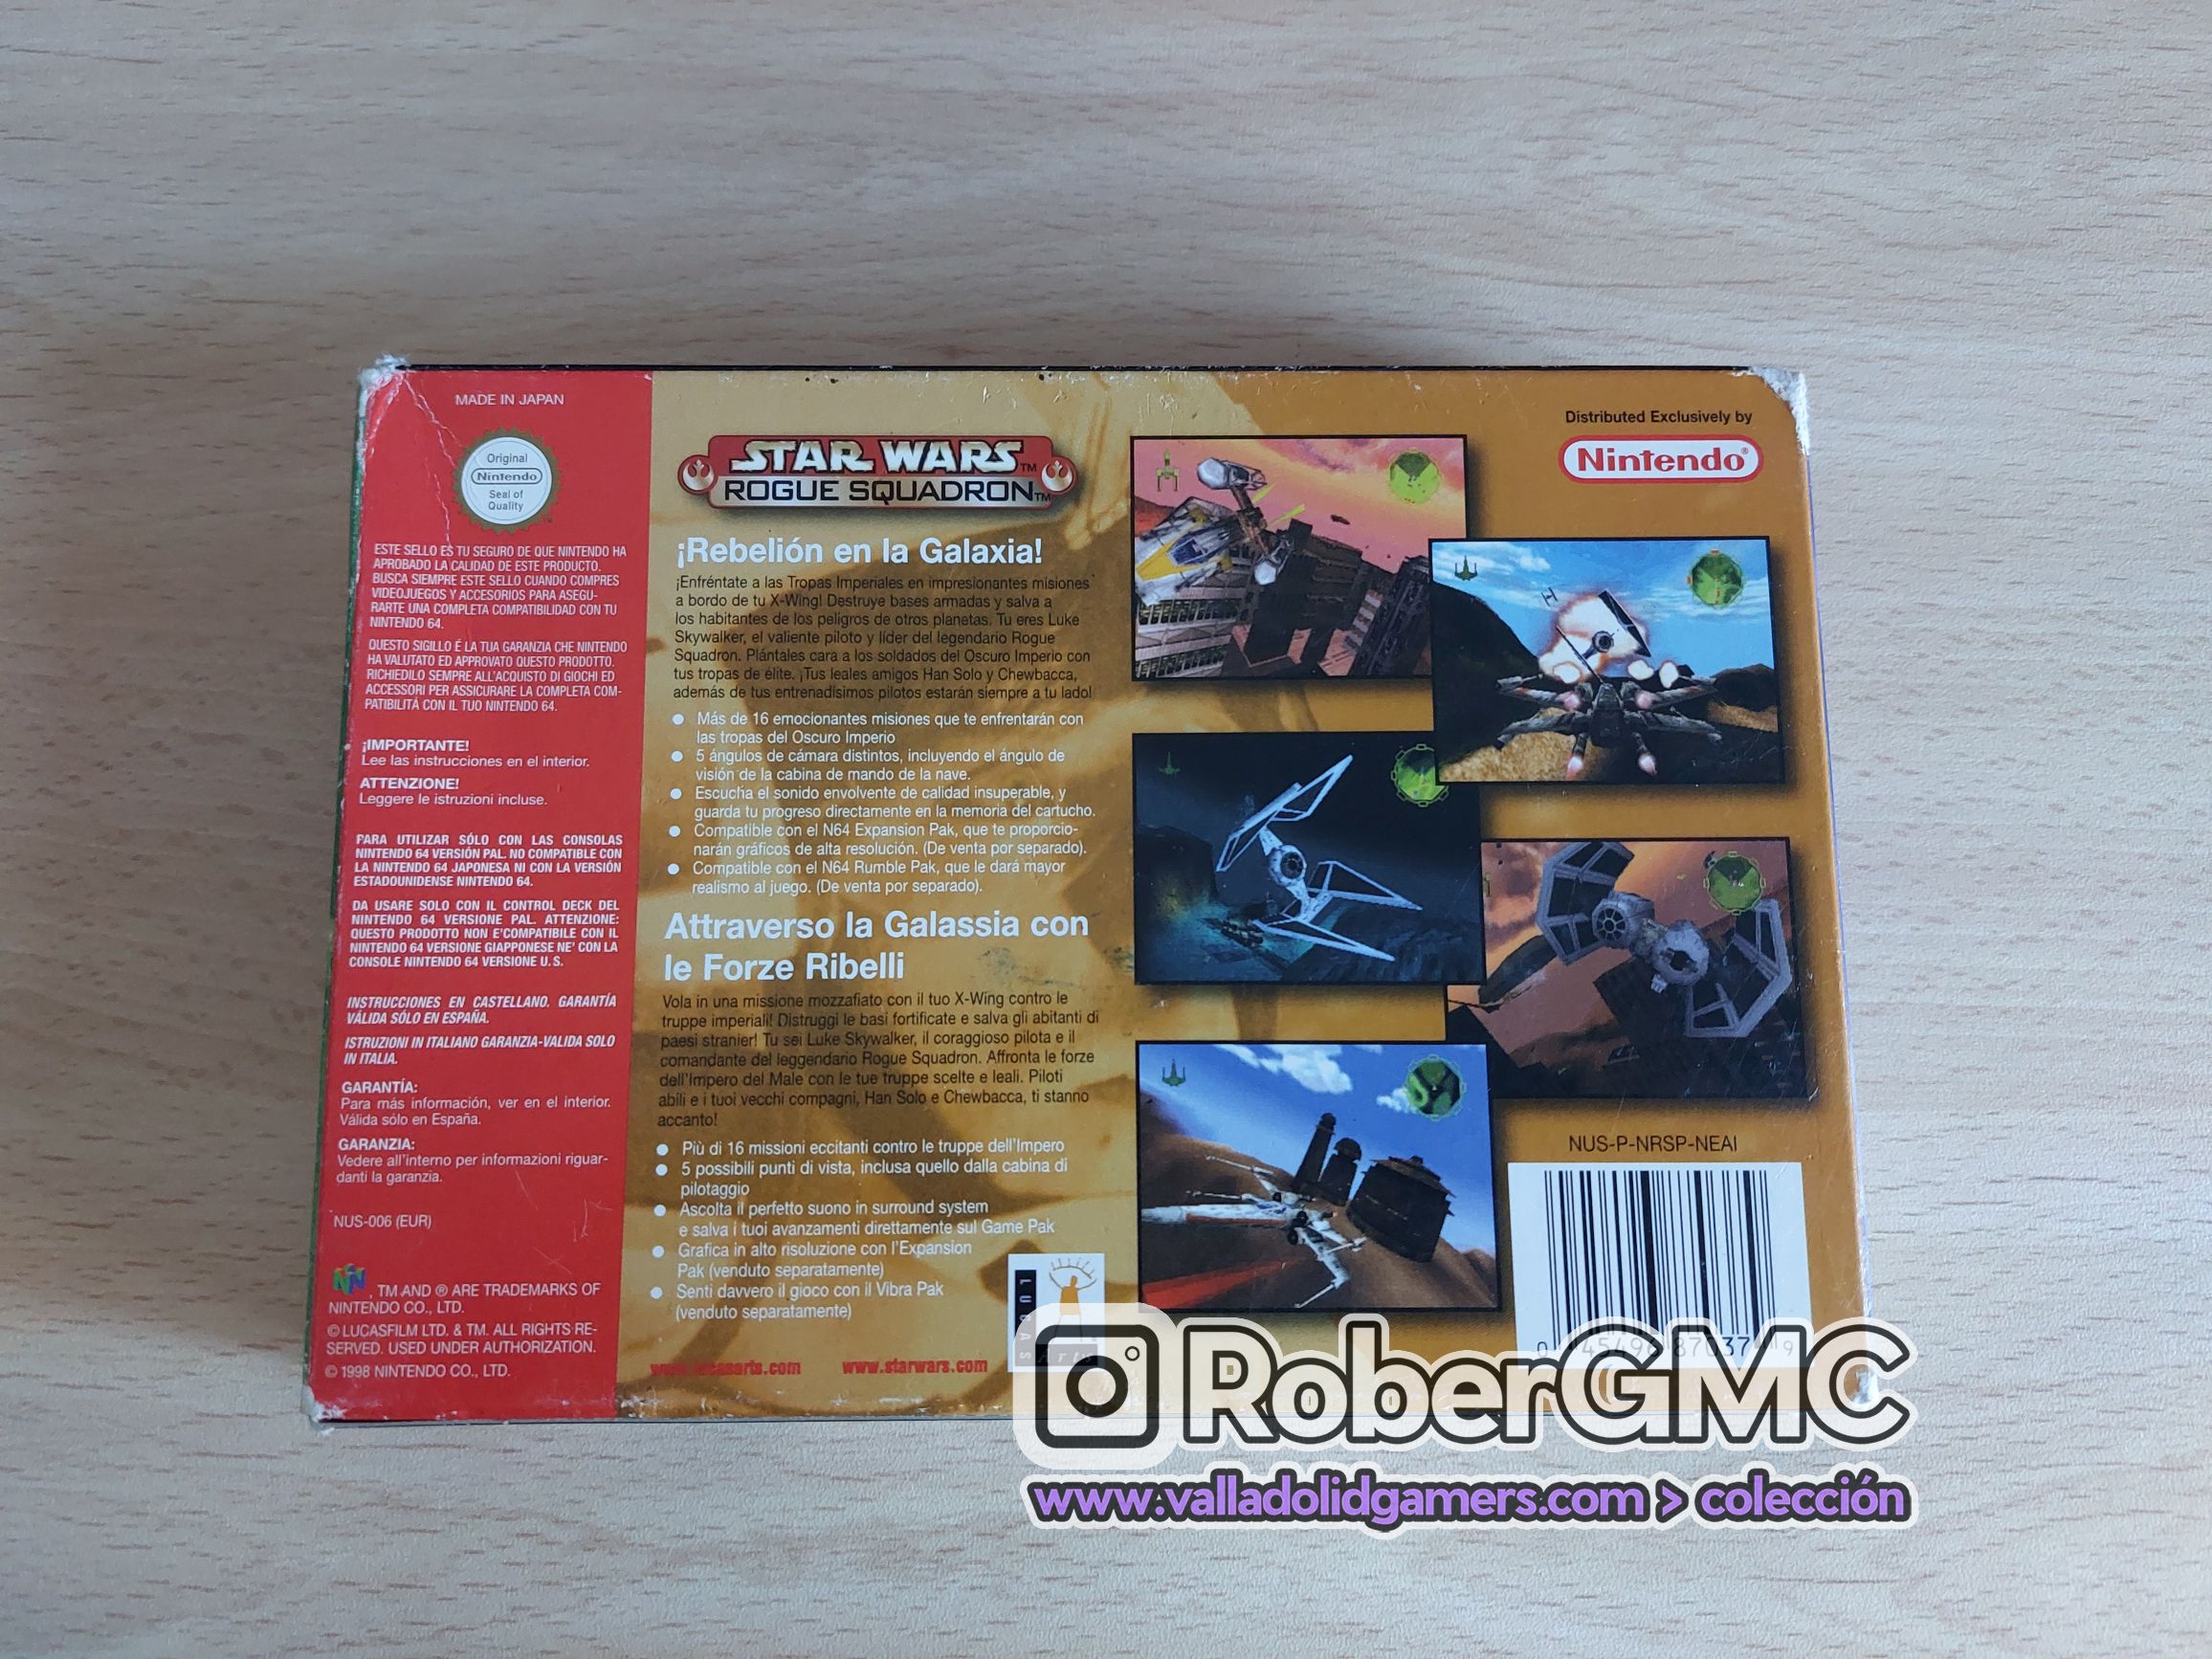 MADE IN JAPAN
Original
Nintendo
Seal of
Quality
ESTE SELLO ES TU SEGURO DE QUE NINTENDO HA
APROBADO LA CALIDAD DE ESTE PRODUCTO.
BUSCA SIEMPRE ESTE SELLO CUANDO COMPRES
VIDEOJUEGOS Y ACCESORIOS PARA ASEGU-
RARTE UNA COMPLETA COMPATIBILIDAD CON TU
NINTENDO 64.
QUESTO SIGILLO É LA TUA GARANZIA CHE NINTENDO
HA VALUTATO ED APPROVATO QUESTO PRODOTTO.
RICHIEDILO SEMPRE ALL'ACQUISTO DI GIOCHI ED
ACCESSORI PER ASSICURARE LA COMPLETA COM-
PATIBILITÀ CON IL TUO NINTENDO 64.
¡IMPORTANTE!
Lee las instrucciones en el interior.
ATTENZIONE!
Leggere le istruzioni incluse.
PARA UTILIZAR SÓLO CON LAS CONSOLAS
NINTENDO 64 VERSIÓN PAL. NO COMPATIBLE CON
LA NINTENDO 64 JAPONESA NI CON LA VERSIÓN
ESTADOUNIDENSE NINTENDO 64.
DA USARE SOLO CON IL CONTROL DECK DEL
NINTENDO 64 VERSIONE PAL. ATTENZIONE:
QUESTO PRODOTTO NON E'COMPATIBILE CON IL
NINTENDO 64 VERSIONE GIAPPONESE NE' CON LA
CONSOLE NINTENDO 64 VERSIONE U.S.
INSTRUCCIONES EN CASTELLANO. GARANTÍA
VÁLIDA SÓLO EN ESPAÑA.
ISTRUZIONI IN ITALIANO GARANZIA-VALIDA SOLO
IN ITALIA.
GARANTÍA:
Para más información, ver en el interior.
Válida sólo en España.
GARANZIA:
Vedere all'interno per informazioni riguar-
danti la garanzia.
NUS-006 (EUR)
, TM AND ® ARE TRADEMARKS OF
NINTENDO CO., LTD.
© LUCASFILM LTD. & TM. ALL RIGHTS RE-
SERVED. USED UNDER AUTHORIZATION.
© 1998 NINTENDO CO., LTD.
STAR WARS TM
ROGUE SQUADRON TM
¡Rebelión en la Galaxia!
¡Enfréntate a las Tropas Imperiales en impresionantes misiones
a bordo de tu X-Wing! Destruye bases armadas y salva a
los habitantes de los peligros de otros planetas. Tu eres Luke
Skywalker, el valiente piloto y líder del legendario Rogue
Squadron. Plántales cara a los soldados del Oscuro Imperio con
tus tropas de élite. ¡Tus leales amigos Han Solo y Chewbacca,
además de tus entrenadísimos pilotos estarán siempre a tu lado!
● Más de 16 emocionantes misiones que te enfrentarán con
las tropas del Oscuro Imperio
● 5 ángulos de cámara distintos, incluyendo el ángulo de
visión de la cabina de mando de la nave.
● Escucha el sonido envolvente de calidad insuperable, y
guarda tu progreso directamente en la memoria del cartucho.
● Compatible con el N64 Expansion Pak, que te proporcio-
narán gráficos de alta resolución. (De venta por separado).
● Compatible con el N64 Rumble Pak, que le dará mayor
realismo al juego. (De venta por separado).
Attraverso la Galassia con
le Forze Ribelli
Vola in una missione mozzafiato con il tuo X-Wing contro le
truppe imperiali! Distruggi le basi fortificate e salva gli abitanti di
paesi stranier! Tu sei Luke Skywalker, il coraggioso pilota e il
comandante del leggendario Rogue Squadron. Affronta le forze
dell'Impero del Male con le tue truppe scelte e leali. Piloti
abili e i tuoi vecchi compagni, Han Solo e Chewbacca, ti stanno
accanto!
● Più di 16 missioni eccitanti contro le truppe dell'Impero
● 5 possibili punti di vista, inclusa quello dalla cabina di
pilotaggio
● Ascolta il perfetto suono in surround system
e salva i tuoi avanzamenti direttamente sul Game Pak
● Grafica in alto risoluzione con l'Expansion
Pak (venduto separatamente)
● Senti davvero il gioco con il Vibra Pak
(venduto separatamente)
www.lucasarts.com www.starwars.com
Distributed Exclusively by
Nintendo®
NUS-P-NRSP-NEAI
RoberGMC
www.valladolidgamers.com > colección